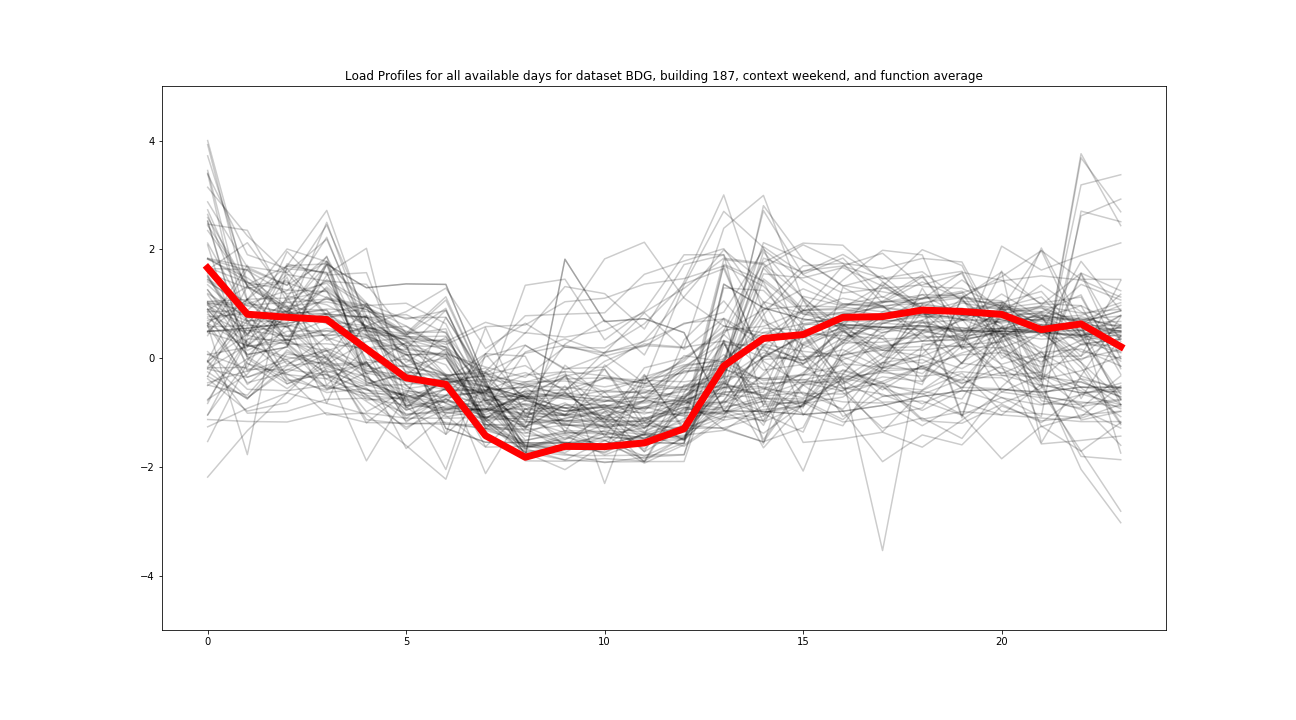 Load Profiles for all available days for dataset BDG, building 187, context weekend, and function average
4
2
0
−2
−4
0 5 10 15 20